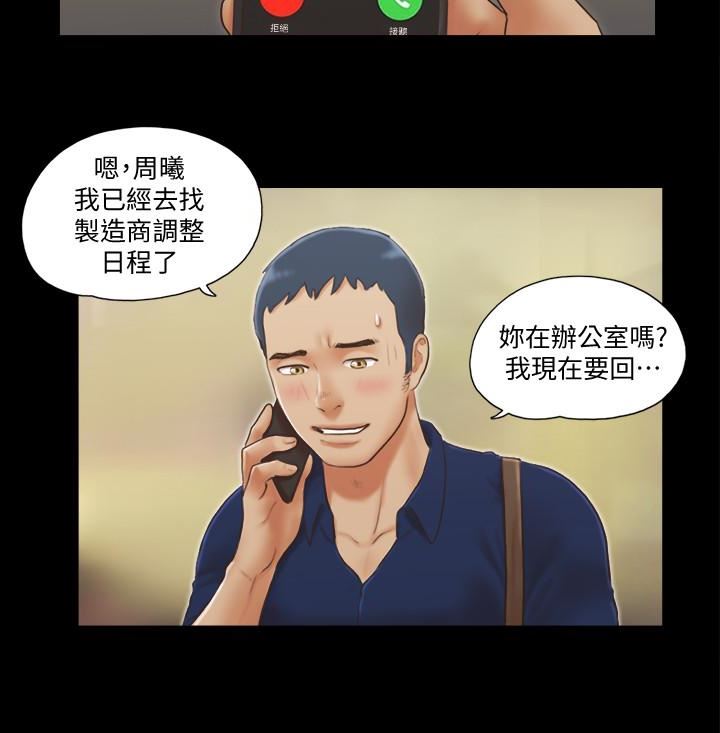 拒絕
接聽
嗯，周曦
我已經去找
製造商調整
日程了
妳在辦公室嗎？
我現在要回…